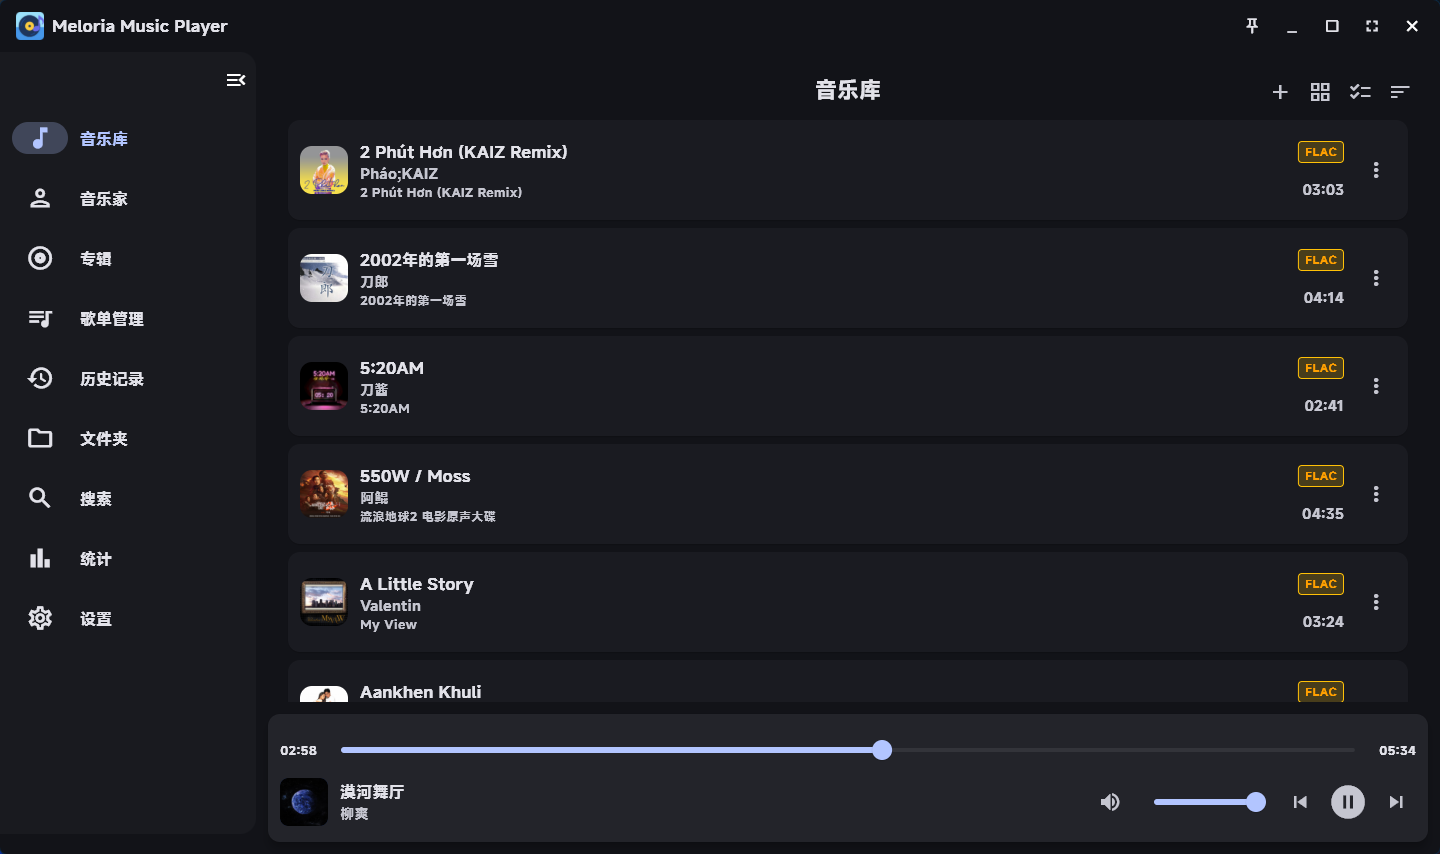 Meloria Music Player
音乐库
音乐家
专辑
歌单管理
历史记录
文件夹
搜索
统计
设置
音乐库
2 Phút Hơn (KAIZ Remix)
Pháo;KAIZ
2 Phút Hơn (KAIZ Remix)
FLAC
03:03
2002年的第一场雪
刀郎
2002年的第一场雪
FLAC
04:14
5:20AM
刀酱
5:20AM
FLAC
02:41
550W / Moss
阿鲲
流浪地球2 电影原声大碟
FLAC
04:35
A Little Story
Valentin
My View
FLAC
03:24
Aankhen Khuli
FLAC
02:58
05:34
漠河舞厅
柳爽